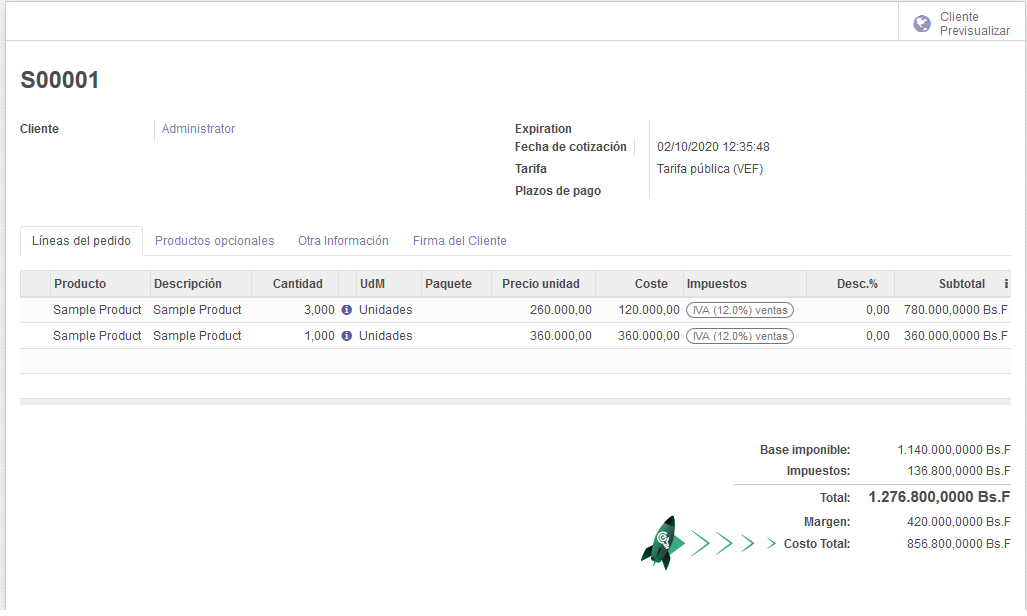 Cliente
Previsualizar
S00001
Cliente Administrator
Expiration
Fecha de cotización 02/10/2020 12:35:48
Tarifa Tarifa pública (VEF)
Plazos de pago
Líneas del pedido Productos opcionales Otra Información Firma del Cliente
Producto Descripción Cantidad UdM Paquete Precio unidad Coste Impuestos Desc.% Subtotal
Sample Product Sample Product 3,000 Unidades 260.000,00 120.000,00 IVA (12.0%) ventas 0,00 780.000,0000 Bs.F
Sample Product Sample Product 1,000 Unidades 360.000,00 360.000,00 IVA (12.0%) ventas 0,00 360.000,0000 Bs.F
Base imponible: 1.140.000,0000 Bs.F
Impuestos: 136.800,0000 Bs.F
Total: 1.276.800,0000 Bs.F
Margen: 420.000,0000 Bs.F
Costo Total: 856.800,0000 Bs.F